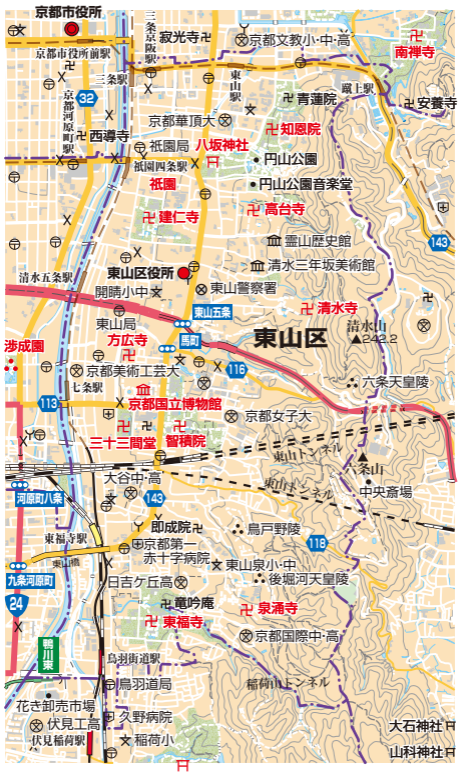 京都市役所
三条京阪駅
寂光寺
京都文教小・中・高
南禅寺
京都市役所前駅
三条駅
東山駅
蹴上駅
32
京都河原町駅
青蓮院
安養寺
京都華頂大
知恩院
西導寺
祇園局
八坂神社
祇園四条駅
円山公園
祇園
円山公園音楽堂
建仁寺
高台寺
143
霊山歴史館
清水五条駅
東山区役所
清水三年坂美術館
開睛小中
東山警察署
東山局
東山五条
清水寺
方広寺
馬町
東山区
清水山
242.2
渉成園
京都美術工芸大
116
七条駅
六条天皇陵
113
京都国立博物館
京都女子大
三十三間堂
智積院
東山トンネル
六条山
大谷中・高
東山トンネル
中央斎場
河原町八条
143
即成院
鳥戸野陵
118
東福寺駅
京都第一
赤十字病院
東山橋
東山泉小・中
九条河原町
日吉ケ丘高
後堀河天皇陵
24
竜吟庵
泉涌寺
東福寺
京都国際中・高
鴨川東
鳥羽街道駅
鳥羽局
稲荷山トンネル
花き卸売市場
伏見工高
久野病院
大石神社
伏見稲荷駅
稲荷小
山科神社